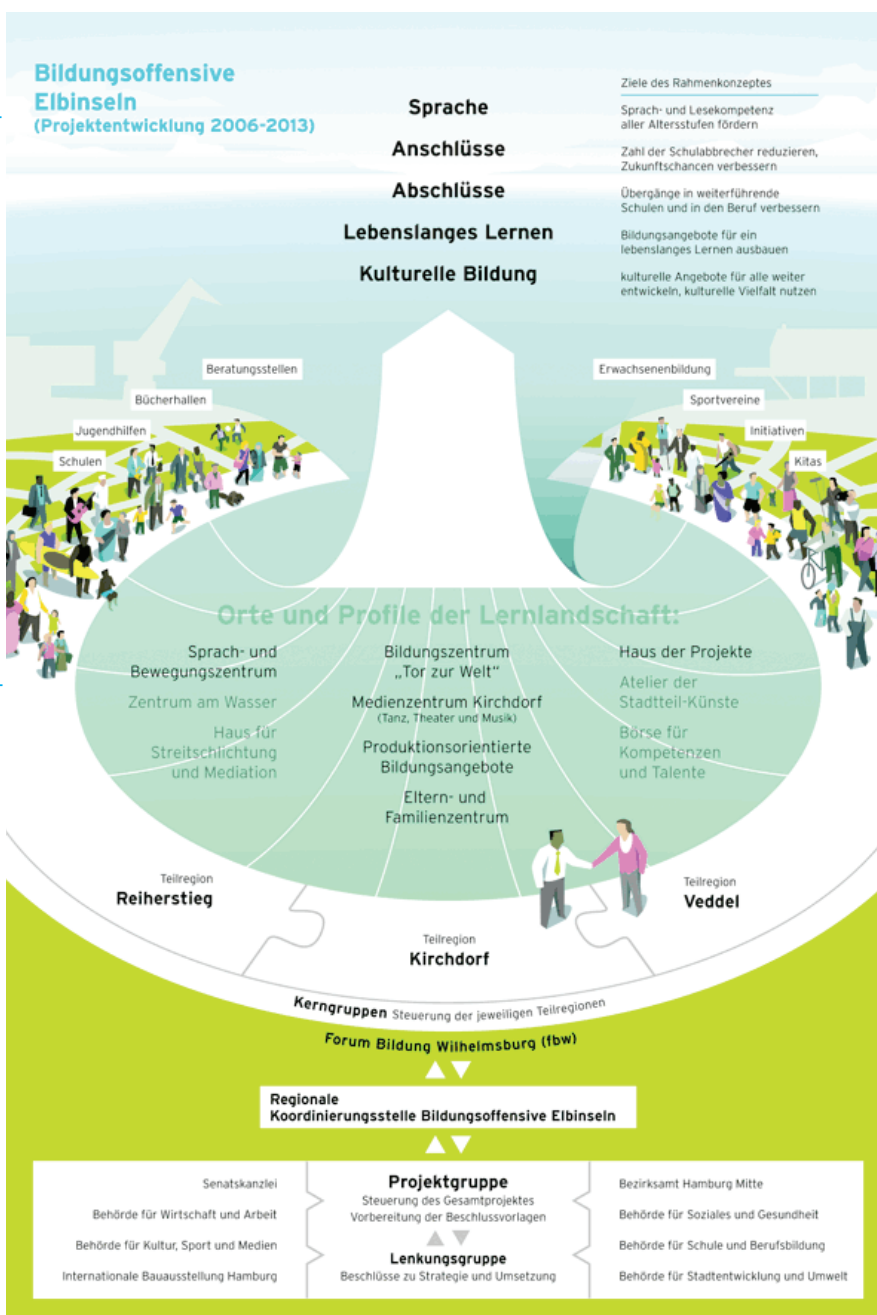 Bildungsoffensive
Elbinseln
(Projektentwicklung 2006-2013)
Sprache
Anschlüsse
Abschlüsse
Lebenslanges Lernen
Kulturelle Bildung
Ziele des Rahmenkonzeptes
Sprach- und Lesekompetenz
aller Altersstufen fördern
Zahl der Schulabbrecher reduzieren,
Zukunftschancen verbessern
Übergänge in weiterführende
Schulen und in den Beruf verbessern
Bildungsangebote für ein
lebenslanges Lernen ausbauen
kulturelle Angebote für alle weiter
entwickeln, kulturelle Vielfalt nutzen
Beratungsstellen
Bücherhallen
Jugendhilfen
Schulen
Erwachsenenbildung
Sportvereine
Initiativen
Kitas
Orte und Profile der Lernlandschaft:
Sprach- und
Bewegungszentrum
Zentrum am Wasser
Haus für
Streitschlichtung
und Mediation
Bildungszentrum
„Tor zur Welt“
Medienzentrum Kirchdorf
(Tanz, Theater und Musik)
Produktionsorientierte
Bildungsangebote
Eltern- und
Familienzentrum
Haus der Projekte
Atelier der
Stadtteil-Künste
Börse für
Kompetenzen
und Talente
Teilregion
Reiherstieg
Teilregion
Kirchdorf
Teilregion
Veddel
Kerngruppen Steuerung der jeweiligen Teilregionen
Forum Bildung Wilhelmsburg (fbw)
Regionale
Koordinierungsstelle Bildungsoffensive Elbinseln
Senatskanzlei
Behörde für Wirtschaft und Arbeit
Behörde für Kultur, Sport und Medien
Internationale Bauausstellung Hamburg
Projektgruppe
Steuerung des Gesamtprojektes
Vorbereitung der Beschlussvorlagen
Lenkungsgruppe
Beschlüsse zu Strategie und Umsetzung
Bezirksamt Hamburg Mitte
Behörde für Soziales und Gesundheit
Behörde für Schule und Berufsbildung
Behörde für Stadtentwicklung und Umwelt